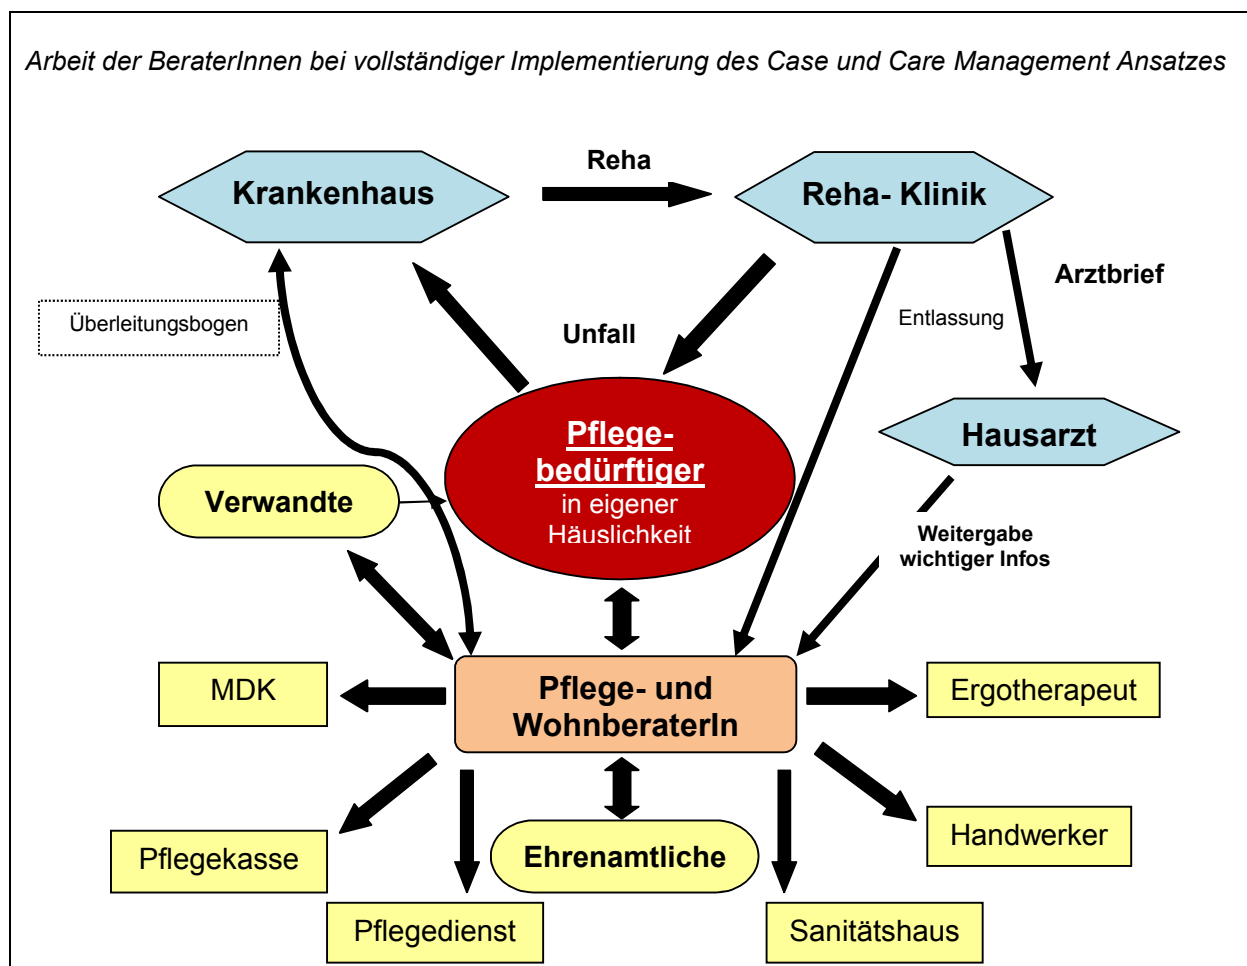 Arbeit der BeraterInnen bei vollständiger Implementierung des Case und Care Management Ansatzes
Reha
Krankenhaus
Reha- Klinik
Arztbrief
Überleitungsbogen
Entlassung
Unfall
Pflege-
bedürftiger
in eigener
Häuslichkeit
Hausarzt
Verwandte
Weitergabe
wichtiger Infos
MDK
Pflege- und
WohnberaterIn
Ergotherapeut
Pflegekasse
Ehrenamtliche
Handwerker
Pflegedienst
Sanitätshaus